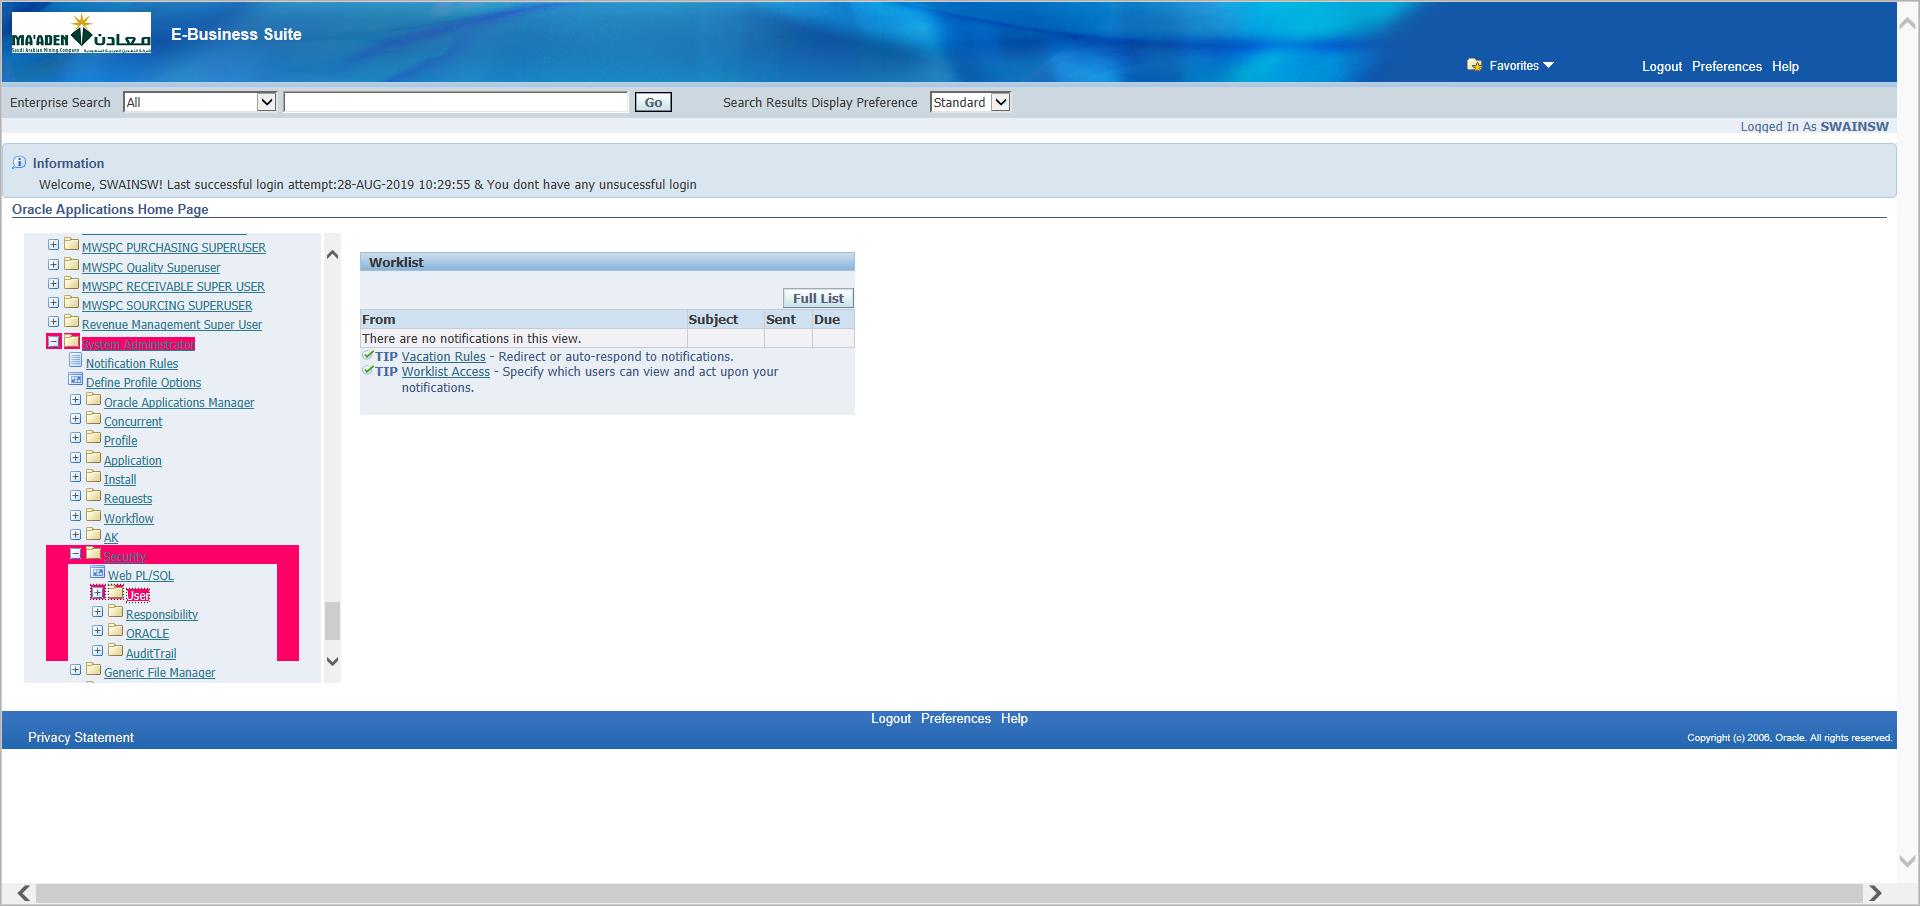 MA'ADEN معادن
Saudi Arabian Mining Company
E-Business Suite
Favorites
Logout Preferences Help
Enterprise Search All Go Search Results Display Preference Standard
Logged In As SWAINSW
Information
Welcome, SWAINSW! Last successful login attempt:28-AUG-2019 10:29:55 & You dont have any unsucessful login
Oracle Applications Home Page
MWSPC PURCHASING SUPERUSER
MWSPC Quality Superuser
MWSPC RECEIVABLE SUPER USER
MWSPC SOURCING SUPERUSER
Revenue Management Super User
System Administrator
Notification Rules
Define Profile Options
Oracle Applications Manager
Concurrent
Profile
Application
Install
Requests
Workflow
AK
Security
Web PL/SQL
User
Responsibility
ORACLE
AuditTrail
Generic File Manager
Worklist
Full List
From Subject Sent Due
There are no notifications in this view.
TIP Vacation Rules - Redirect or auto-respond to notifications.
TIP Worklist Access - Specify which users can view and act upon your
notifications.
Logout Preferences Help
Privacy Statement
Copyright (c) 2006, Oracle. All rights reserved.